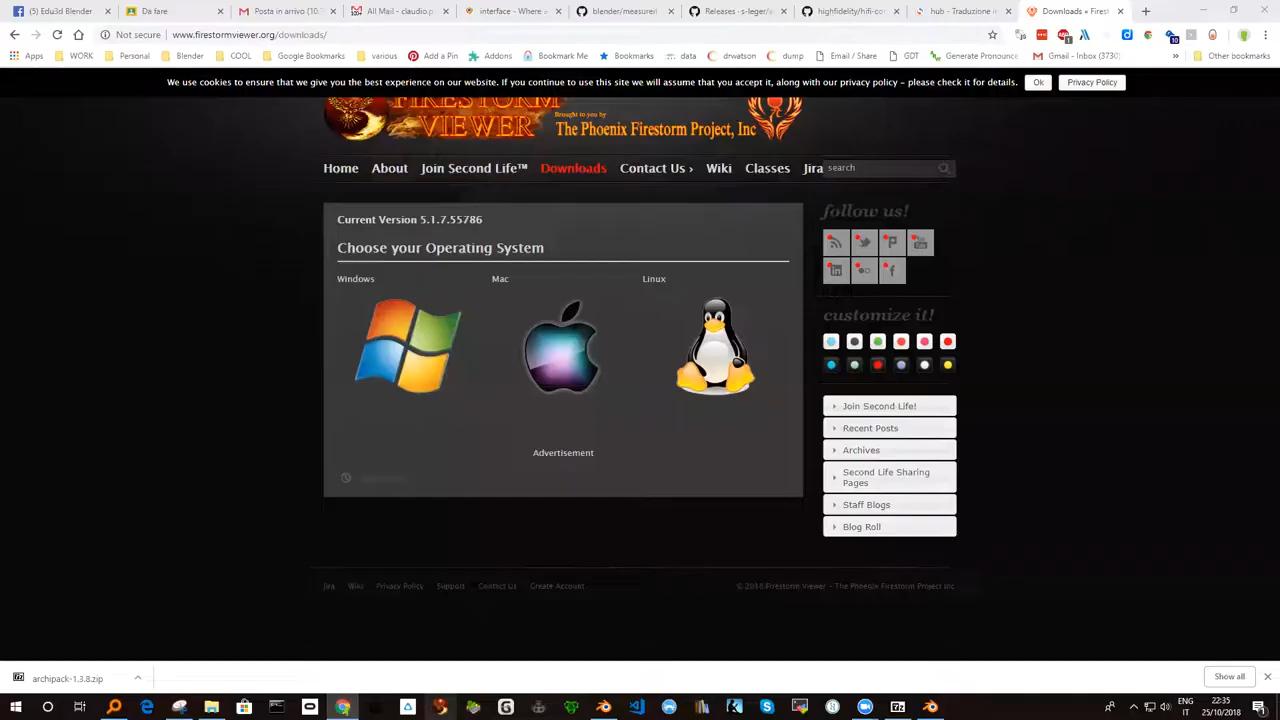 Edu3d Blender
Da fare
Posta in arrivo (10.
All Mail - claudio.p
interface - Where a
blender/measureit
Releases · s-leger/a
highfidelity/hifi-co
hub - Traduzione i
Downloads « Firest
Not secure
www.firestormviewer.org/downloads/
Apps
WORK
Personal
Blender
COOL
Google Bookmarks
various
Add a Pin
Addons
Bookmark Me
Bookmarks
data
drwatson
dump
Email / Share
GDT
Generate Pronounce
Gmail - Inbox (3730)
»
Other bookmarks
We use cookies to ensure that we give you the best experience on our website. If you continue to use this site we will assume that you accept it, along with our privacy policy – please check it for details.
Ok
Privacy Policy
FIRESTORM
VIEWER
Brought to you by
The Phoenix Firestorm Project, Inc
Home
About
Join Second Life™
Downloads
Contact Us ›
Wiki
Classes
Jira
search
Current Version 5.1.7.55786
Choose your Operating System
Windows
Mac
Linux
Advertisement
follow us!
customize it!
Join Second Life!
Recent Posts
Archives
Second Life Sharing
Pages
Staff Blogs
Blog Roll
Jira
Wiki
Privacy Policy
Support
Contact Us
Create Account
© 2018 Firestorm Viewer - The Phoenix Firestorm Project Inc
archipack-1.3.8.zip
Show all
ENG
IT
22:35
25/10/2018